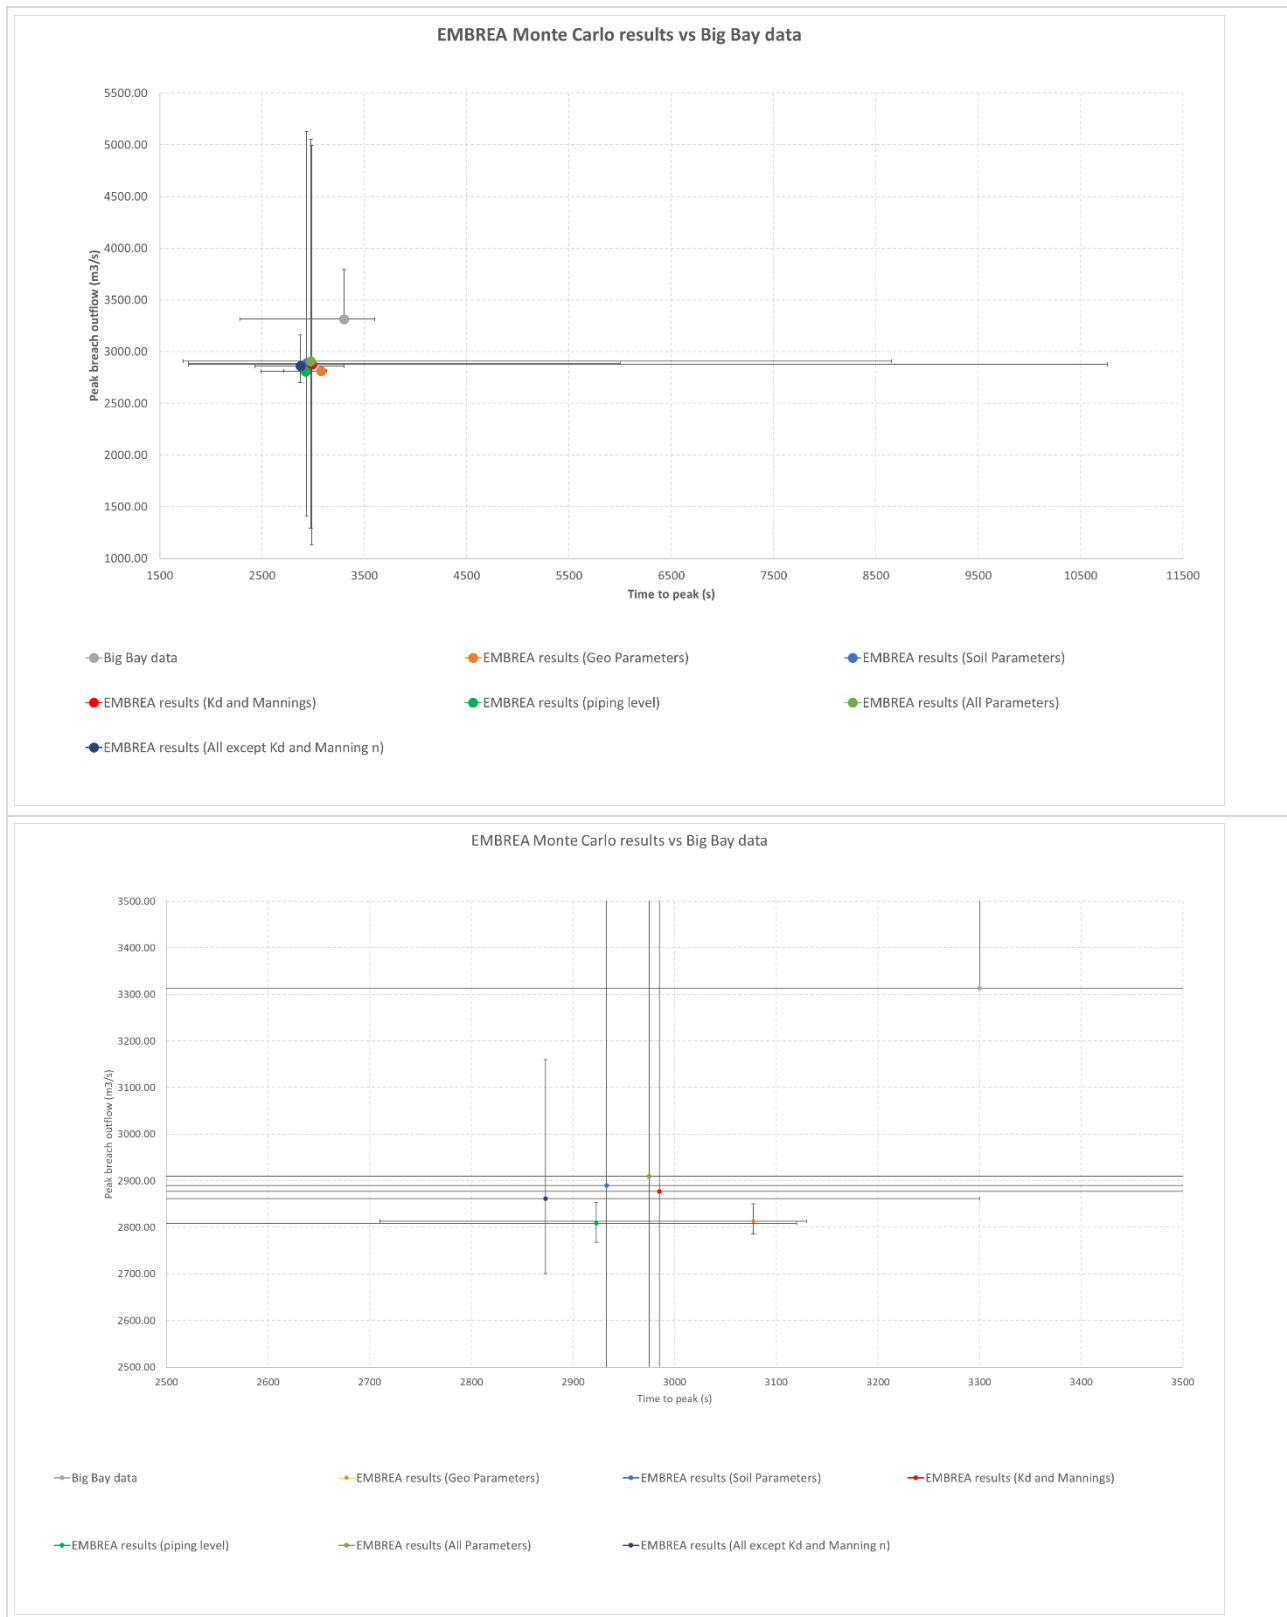 EMBREA Monte Carlo results vs Big Bay data
5500.00
5000.00
4500.00
4000.00
3500.00
3000.00
2500.00
2000.00
1500.00
1000.00
Peak breach outflow (m3/s)
1500 2500 3500 4500 5500 6500 7500 8500 9500 10500 11500
Time to peak (s)
Big Bay data
EMBREA results (Geo Parameters)
EMBREA results (Soil Parameters)
EMBREA results (Kd and Mannings)
EMBREA results (piping level)
EMBREA results (All Parameters)
EMBREA results (All except Kd and Manning n)
EMBREA Monte Carlo results vs Big Bay data
3500.00
3400.00
3300.00
3200.00
3100.00
3000.00
2900.00
2800.00
2700.00
2600.00
2500.00
Peak breach outflow (m3/s)
2500 2600 2700 2800 2900 3000 3100 3200 3300 3400 3500
Time to peak (s)
Big Bay data
EMBREA results (Geo Parameters)
EMBREA results (Soil Parameters)
EMBREA results (Kd and Mannings)
EMBREA results (piping level)
EMBREA results (All Parameters)
EMBREA results (All except Kd and Manning n)